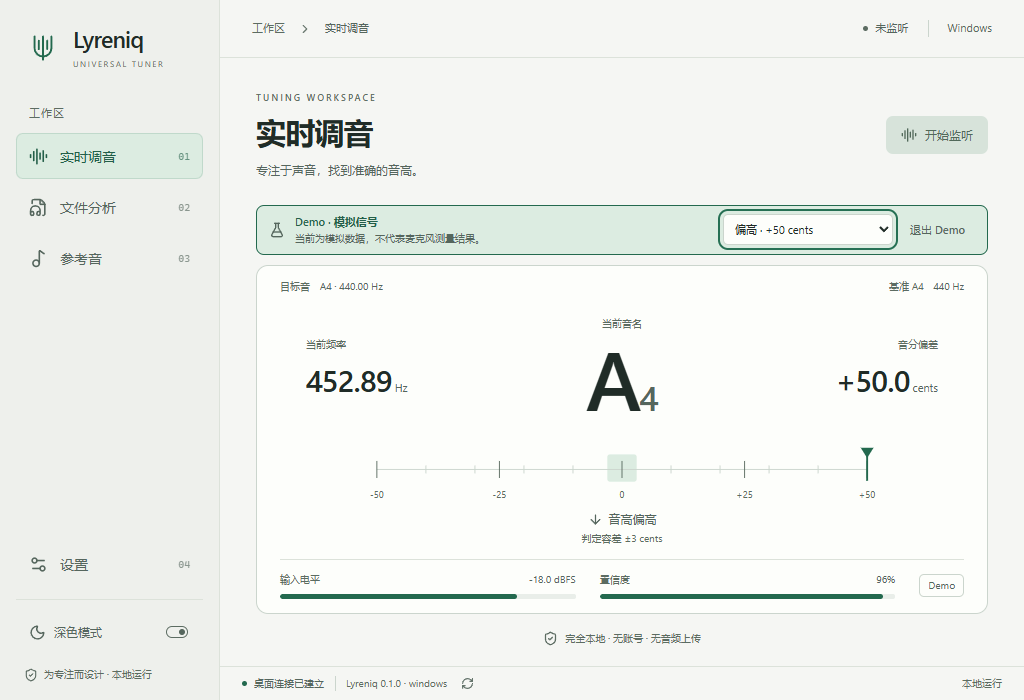 Lyreniq
UNIVERSAL TUNER
工作区
实时调音 01
文件分析 02
参考音 03
设置 04
深色模式
为专注而设计 · 本地运行
工作区 > 实时调音
未监听
Windows
TUNING WORKSPACE
实时调音
专注于声音，找到准确的音高。
开始监听
Demo · 模拟信号
当前为模拟数据，不代表麦克风测量结果。
偏高 · +50 cents
退出 Demo
目标音 A4 · 440.00 Hz
基准 A4 440 Hz
当前频率
452.89 Hz
当前音名
A4
音分偏差
+50.0 cents
-50 -25 0 +25 +50
音高偏高
判定容差 ±3 cents
输入电平 -18.0 dBFS
置信度 96%
Demo
完全本地 · 无账号 · 无音频上传
桌面连接已建立
Lyreniq 0.1.0 · windows
本地运行